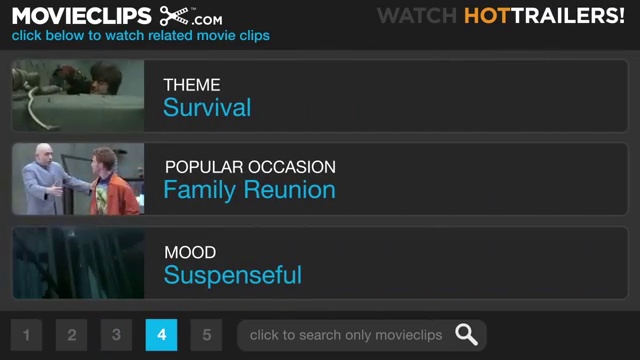 MOVIECLIPS .COM
WATCH HOTTRAILERS!
click below to watch related movie clips
THEME
Survival
POPULAR OCCASION
Family Reunion
MOOD
Suspenseful
1 2 3 4 5 click to search only movieclips